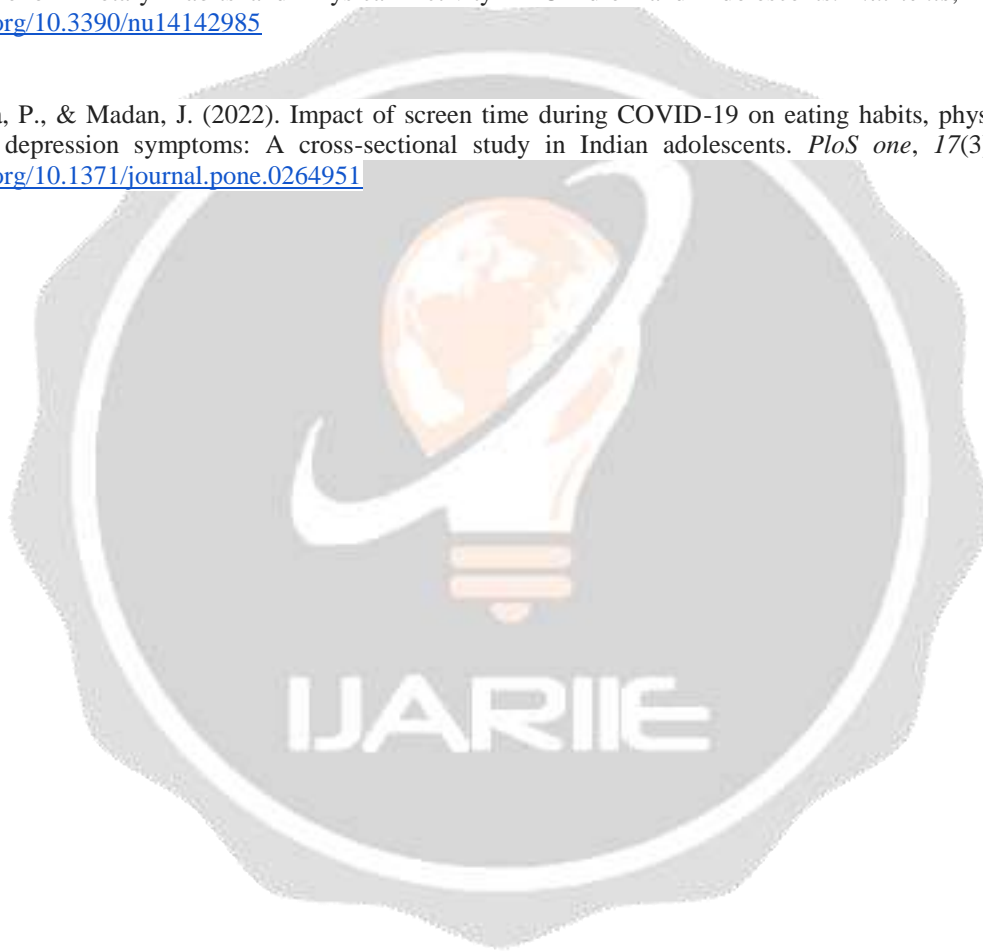 org/10.3390/nu14142985
, P., & Madan, J. (2022). Impact of screen time during COVID-19 on eating habits, phys
depression symptoms: A cross-sectional study in Indian adolescents. PloS one, 17(3
org/10.1371/journal.pone.0264951
IJARIIE